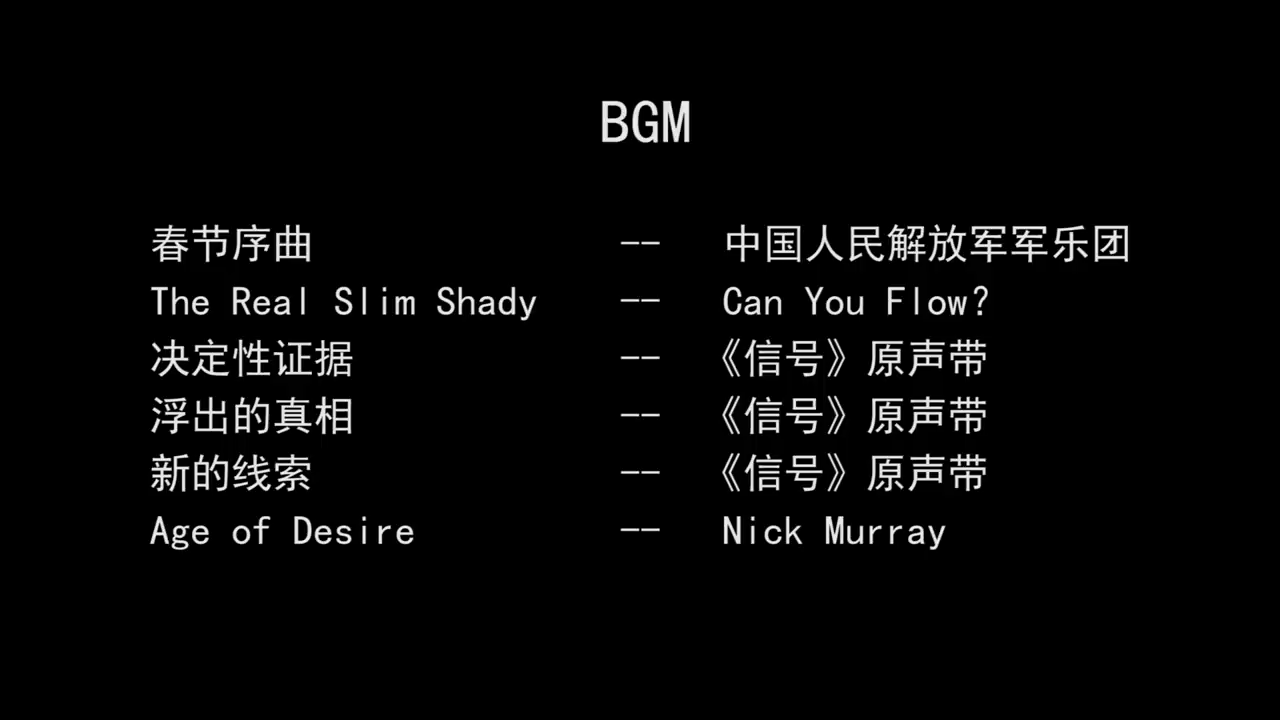 BGM
春节序曲 -- 中国人民解放军军乐团
The Real Slim Shady -- Can You Flow?
决定性证据 -- 《信号》原声带
浮出的真相 -- 《信号》原声带
新的线索 -- 《信号》原声带
Age of Desire -- Nick Murray